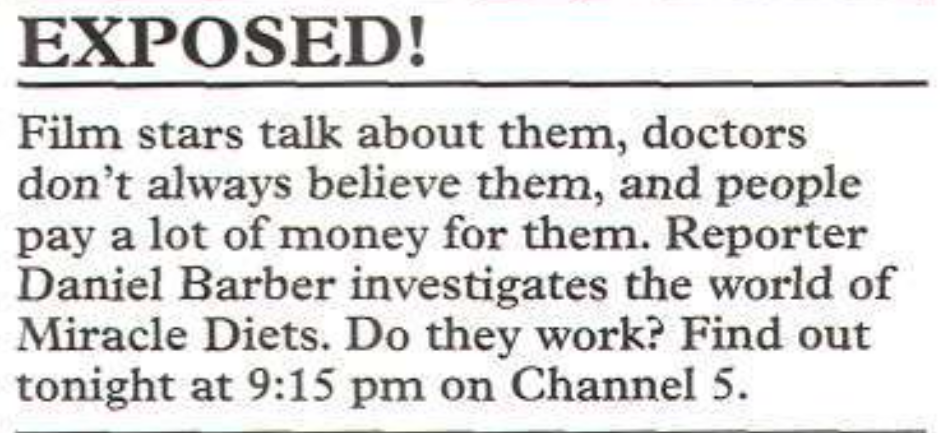 EXPOSED!
Film stars talk about them, doctors
don't always believe them, and people
pay a lot of money for them. Reporter
Daniel Barber investigates the world of
Miracle Diets. Do they work? Find out
tonight at 9:15 pm on Channel 5.